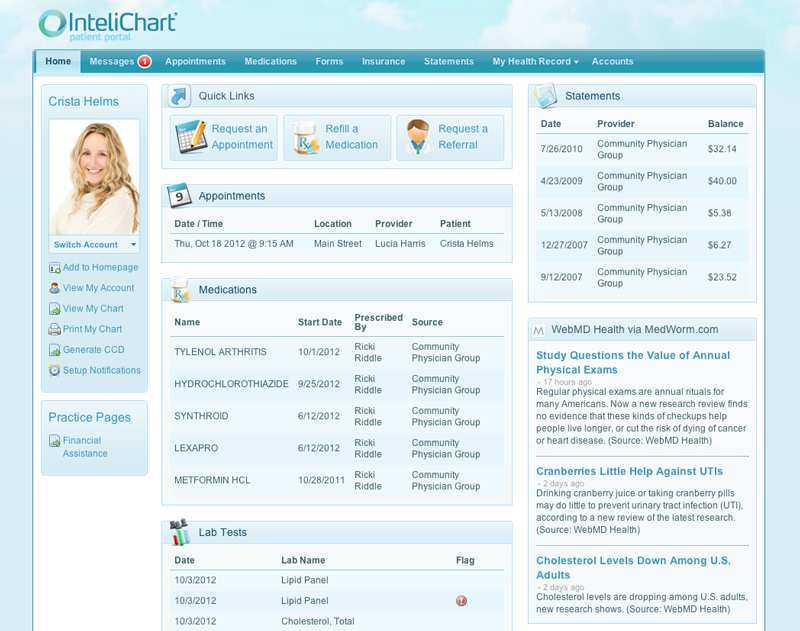 InteliChart
patient portal
Home Messages 1 Appointments Medications Forms Insurance Statements My Health Record Accounts
Crista Helms
Switch Account
Add to Homepage
View My Account
View My Chart
Print My Chart
Generate CCD
Setup Notifications
Practice Pages
Financial
Assistance
Quick Links
Request an
Appointment
Refill a
Medication
Request a
Referral
9
Appointments
Date / Time Location Provider Patient
Thu, Oct 18 2012 @ 9:15 AM Main Street Lucia Harris Crista Helms
Medications
Name Start Date Prescribed
By Source
TYLENOL ARTHRITIS 10/1/2012 Ricki
Riddle Community
Physician Group
HYDROCHLOROTHIAZIDE 9/25/2012 Ricki
Riddle Community
Physician Group
SYNTHROID 6/12/2012 Ricki
Riddle Community
Physician Group
LEXAPRO 6/12/2012 Ricki
Riddle Community
Physician Group
METFORMIN HCL 10/28/2011 Ricki
Riddle Community
Physician Group
Lab Tests
Date Lab Name Flag
10/3/2012 Lipid Panel
10/3/2012 Lipid Panel
10/3/2012 Cholesterol, Total
Statements
Date Provider Balance
7/26/2010 Community Physician
Group $32.14
4/23/2009 Community Physician
Group $40.00
5/13/2008 Community Physician
Group $5.38
12/27/2007 Community Physician
Group $6.27
9/12/2007 Community Physician
Group $23.52
WebMD Health via MedWorm.com
Study Questions the Value of Annual
Physical Exams
- 17 hours ago
Regular physical exams are annual rituals for
many Americans. Now a new research review finds
no evidence that these kinds of checkups help
people live longer, or cut the risk of dying of cancer
or heart disease. (Source: WebMD Health)
Cranberries Little Help Against UTIs
- 2 days ago
Drinking cranberry juice or taking cranberry pills
may do little to prevent urinary tract infection (UTI),
according to a new review of the latest research.
(Source: WebMD Health)
Cholesterol Levels Down Among U.S.
Adults
- 2 days ago
Cholesterol levels are dropping among U.S. adults,
new research shows. (Source: WebMD Health)